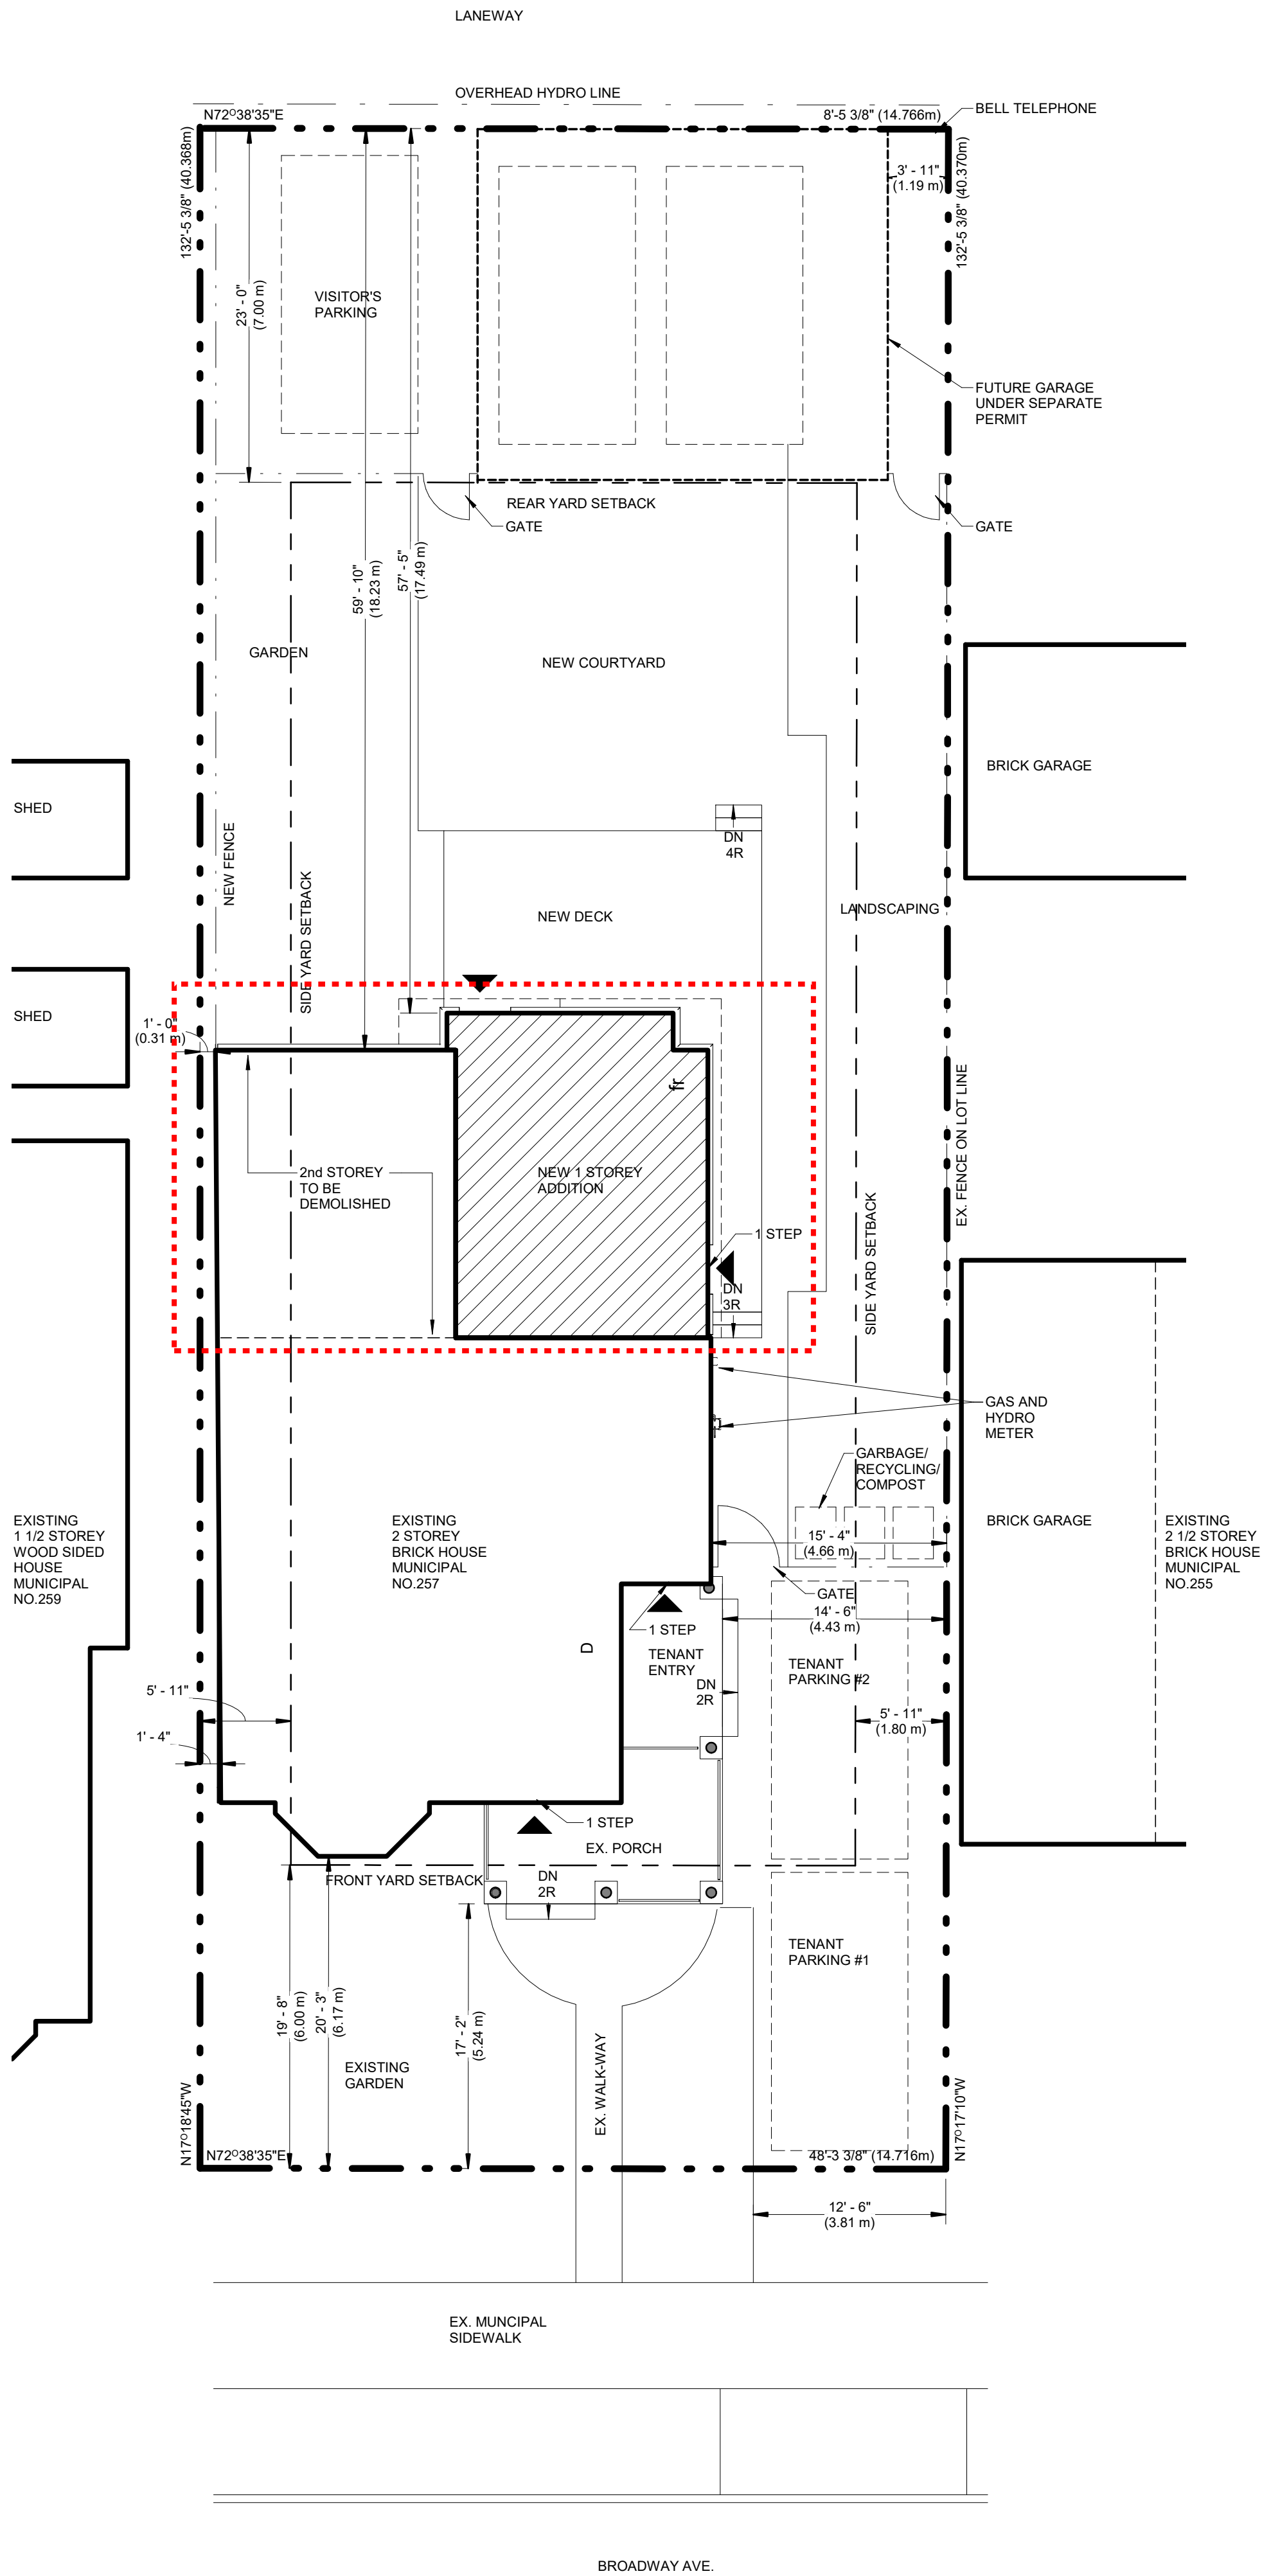 LANEWAY
OVERHEAD HYDRO LINE
BELL TELEPHONE
N72°38'35"E
8'-5 3/8" (14.766m)
132'-5 3/8" (40.368m)
132'-5 3/8" (40.370m)
3' - 11"
(1.19 m)
23' - 0"
(7.00 m)
VISITOR'S
PARKING
FUTURE GARAGE
UNDER SEPARATE
PERMIT
REAR YARD SETBACK
GATE
GATE
59' - 10"
(18.23 m)
57' - 5"
(17.49 m)
GARDEN
NEW COURTYARD
BRICK GARAGE
SHED
NEW FENCE
SIDE YARD SETBACK
DN
4R
NEW DECK
LANDSCAPING
SHED
1' - 0"
(0.31 m)
fr
EX. FENCE ON LOT LINE
2nd STOREY
TO BE
DEMOLISHED
NEW 1 STOREY
ADDITION
1 STEP
SIDE YARD SETBACK
DN
3R
GAS AND
HYDRO
METER
GARBAGE/
RECYCLING/
COMPOST
EXISTING
1 1/2 STOREY
WOOD SIDED
HOUSE
MUNICIPAL
NO.259
EXISTING
2 STOREY
BRICK HOUSE
MUNICIPAL
NO.257
15' - 4"
(4.66 m)
BRICK GARAGE
EXISTING
2 1/2 STOREY
BRICK HOUSE
MUNICIPAL
NO.255
GATE
14' - 6"
(4.43 m)
1 STEP
D
TENANT
ENTRY
TENANT
PARKING #2
DN
2R
5' - 11"
5' - 11"
(1.80 m)
1' - 4"
1 STEP
EX. PORCH
FRONT YARD SETBACK
DN
2R
TENANT
PARKING #1
19' - 8"
(6.00 m)
20' - 3"
(6.17 m)
17' - 2"
(5.24 m)
EXISTING
GARDEN
EX. WALK-WAY
N17°18'45"W
N17°17'10"W
N72°38'35"E
48'-3 3/8" (14.716m)
12' - 6"
(3.81 m)
EX. MUNCIPAL
SIDEWALK
BROADWAY AVE.